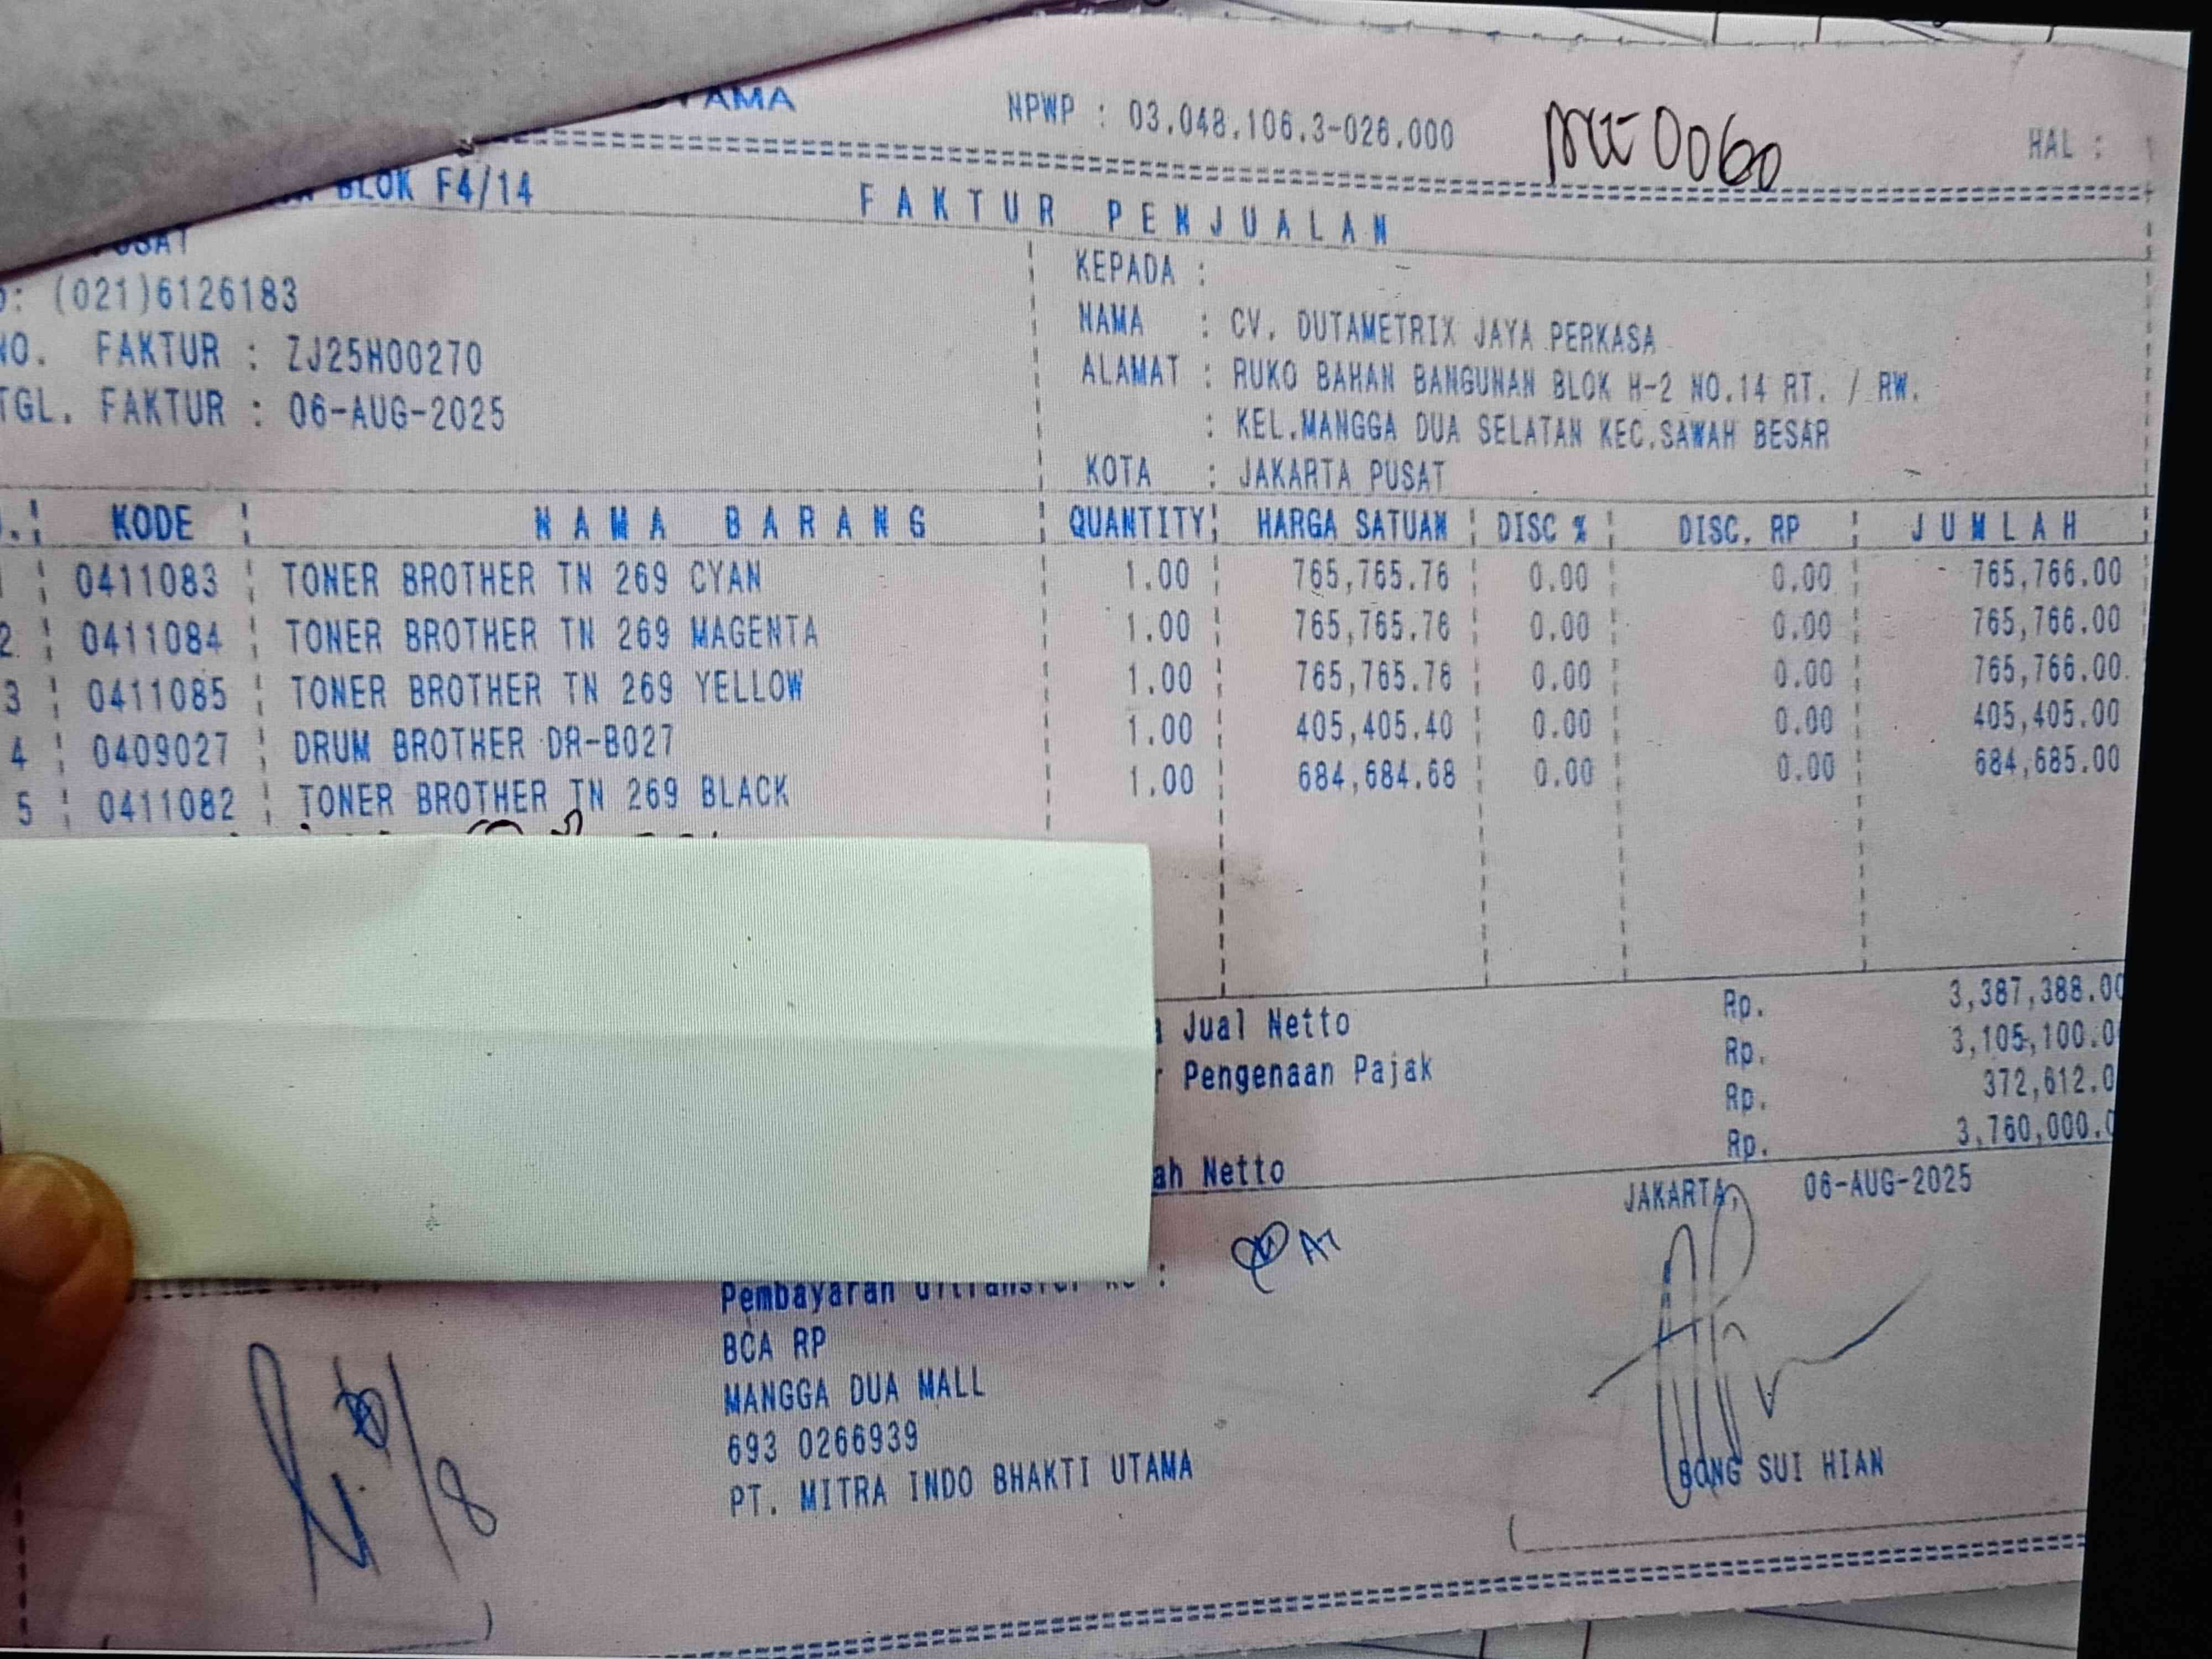 NPWP : 03.048.106.3-026.000
HAL :
BLOK F4/14
FAKTUR PENJUALAN
(021)6126183
FAKTUR : ZJ25H00270
TGL. FAKTUR : 06-AUG-2025
KEPADA :
NAMA : CV. DUTAMETRIX JAYA PERKASA
ALAMAT : RUKO BAHAN BANGUNAN BLOK H-2 NO.14 RT. / RW.
: KEL.MANGGA DUA SELATAN KEC.SAWAH BESAR
KOTA : JAKARTA PUSAT
KODE NAMA BARANG QUANTITY HARGA SATUAN DISC % DISC. RP JUMLAH
1 0411083 TONER BROTHER TN 269 CYAN 1.00 765,765.76 0.00 0.00 765,766.00
2 0411084 TONER BROTHER TN 269 MAGENTA 1.00 765,765.76 0.00 0.00 765,766.00
3 0411085 TONER BROTHER TN 269 YELLOW 1.00 765,765.76 0.00 0.00 765,766.00
4 0409027 DRUM BROTHER DR-B027 1.00 405,405.40 0.00 0.00 405,405.00
5 0411082 TONER BROTHER TN 269 BLACK 1.00 684,684.68 0.00 0.00 684,685.00
Jual Netto Rp. 3,387,388.00
Pengenaan Pajak Rp. 3,105,100.0
Rp. 372,612.0
Netto Rp. 3,760,000.0
JAKARTA, 06-AUG-2025
Pembayaran ditransfer ke :
BCA RP
MANGGA DUA MALL
693 0266939
PT. MITRA INDO BHAKTI UTAMA
BONG SUI HIAN